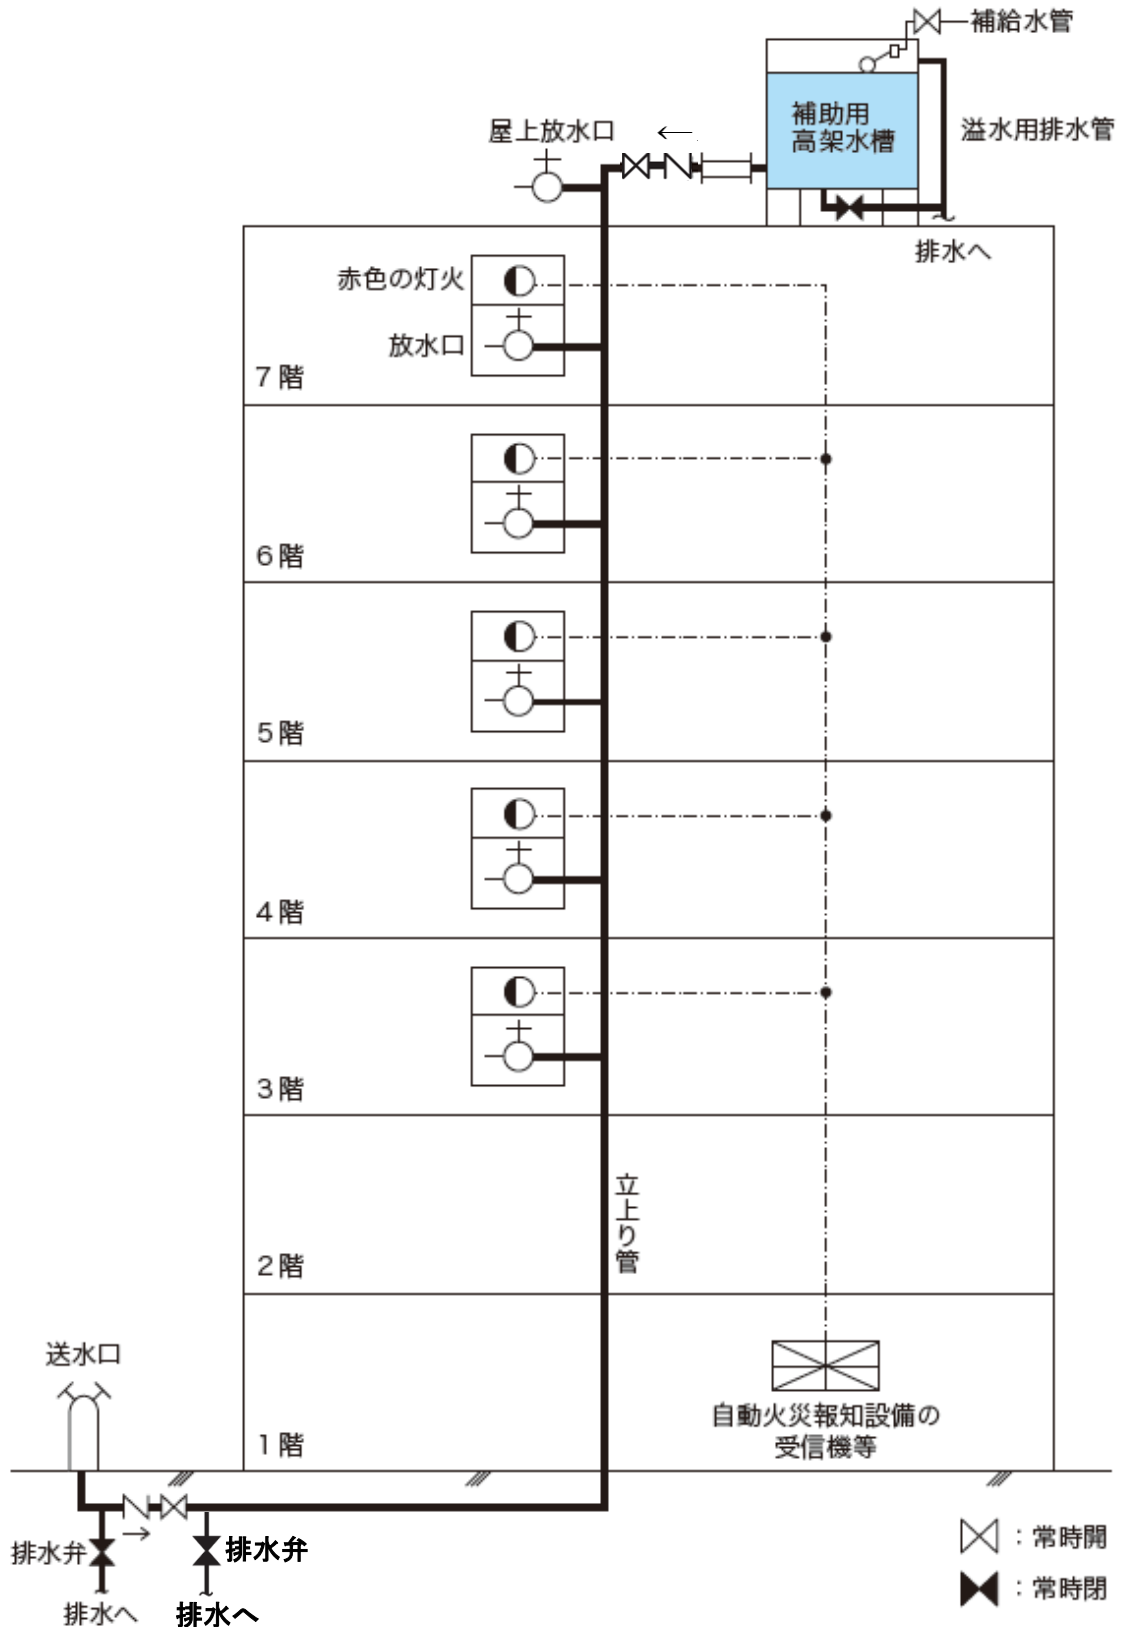 補給水管
補助用
高架水槽
溢水用排水管
屋上放水口
排水へ
赤色の灯火
放水口
7階
6階
5階
4階
3階
2階
立上り管
送水口
1階
自動火災報知設備の
受信機等
排水弁
排水弁
排水へ
排水へ
：常時開
：常時閉